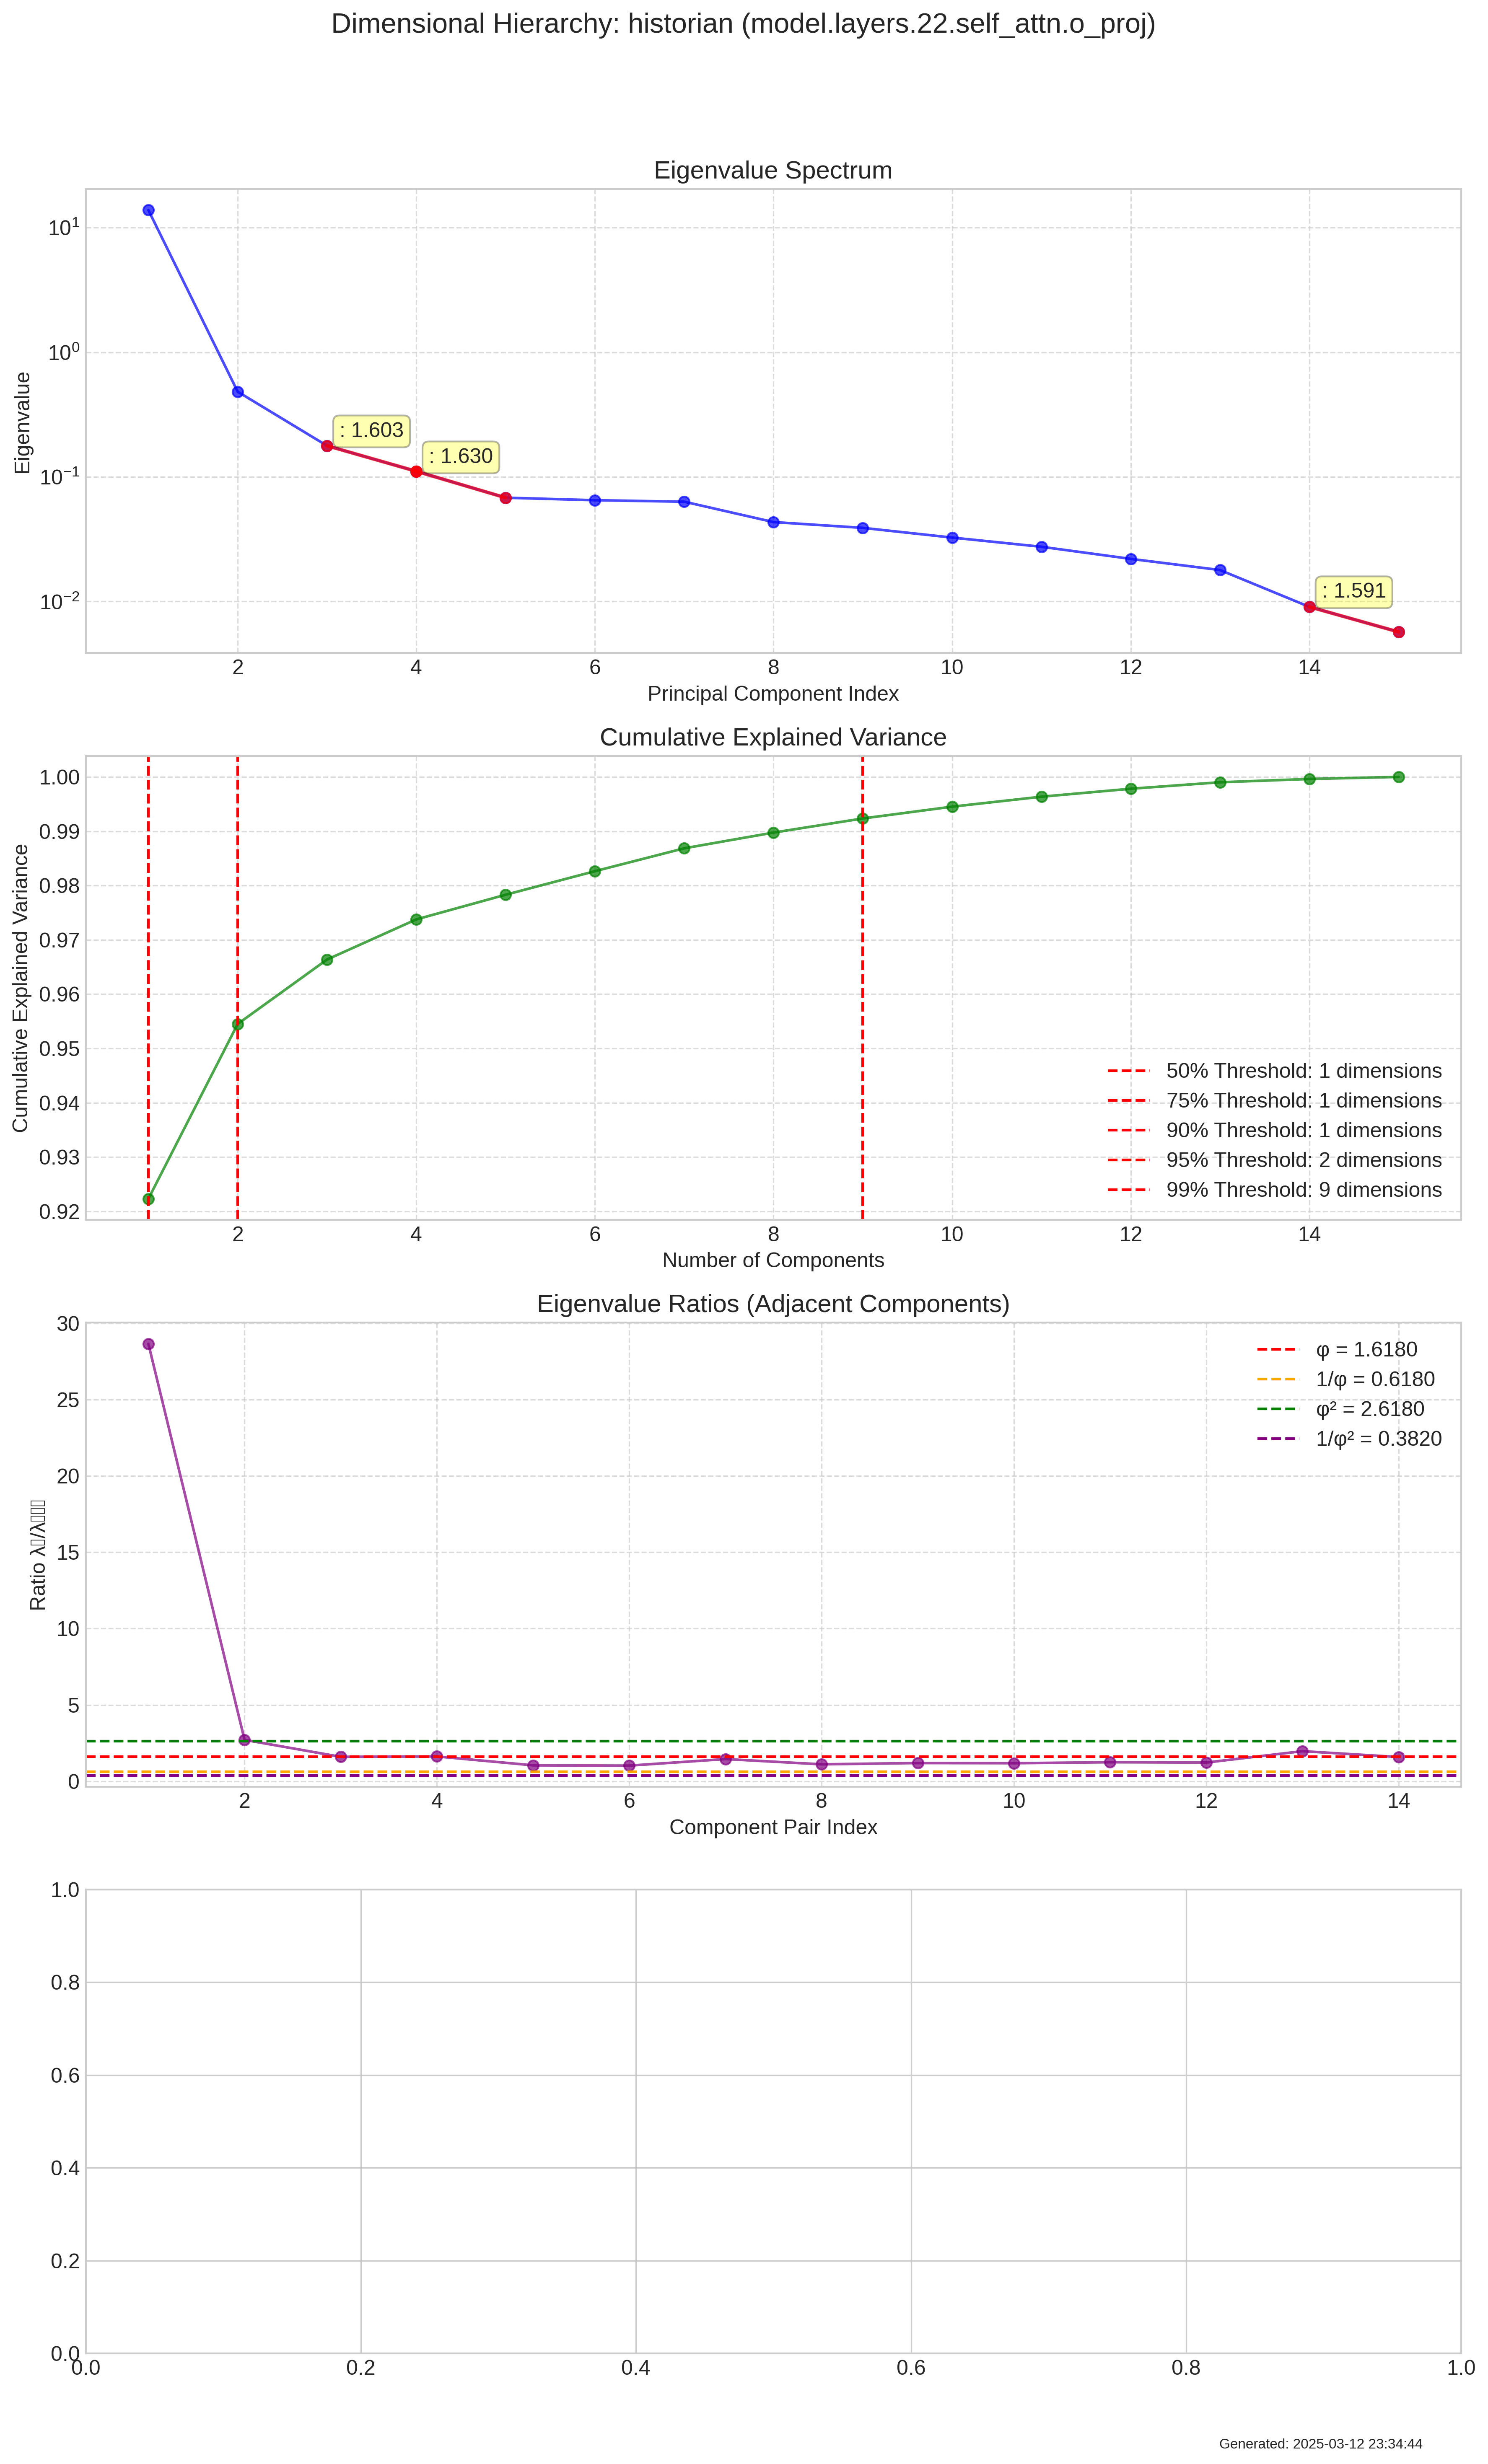 Dimensional Hierarchy: historian (model.layers.22.self_attn.o_proj)
Eigenvalue Spectrum
Eigenvalue
10¹
10⁰
10⁻¹
10⁻²
: 1.603
: 1.630
: 1.591
2 4 6 8 10 12 14
Principal Component Index
Cumulative Explained Variance
Cumulative Explained Variance
1.00
0.99
0.98
0.97
0.96
0.95
0.94
0.93
0.92
50% Threshold: 1 dimensions
75% Threshold: 1 dimensions
90% Threshold: 1 dimensions
95% Threshold: 2 dimensions
99% Threshold: 9 dimensions
2 4 6 8 10 12 14
Number of Components
Eigenvalue Ratios (Adjacent Components)
Ratio λ▯/λ▯▯▯
30
25
20
15
10
5
0
φ = 1.6180
1/φ = 0.6180
φ² = 2.6180
1/φ² = 0.3820
2 4 6 8 10 12 14
Component Pair Index
1.0
0.8
0.6
0.4
0.2
0.0
0.0 0.2 0.4 0.6 0.8 1.0
Generated: 2025-03-12 23:34:44